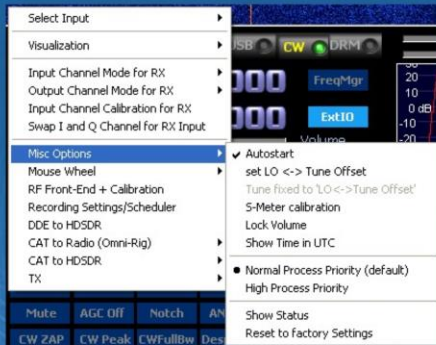 Select Input
Visualization
Input Channel Mode for RX
Output Channel Mode for RX
Input Channel Calibration for RX
Swap I and Q Channel for RX Input
Misc Options
Mouse Wheel
RF Front-End + Calibration
Recording Settings/Scheduler
DDE to HDSDR
CAT to Radio (Omni-Rig)
CAT to HDSDR
TX
Autostart
set LO <-> Tune Offset
Tune fixed to 'LO<->Tune Offset'
S-Meter calibration
Lock Volume
Show Time in UTC
Normal Process Priority (default)
High Process Priority
Show Status
Reset to factory Settings
CW DRM
000
FreqMgr
000
ExtIO
Volume
20
10
0 dB
-10
-20
Mute AGC Off Notch
CW ZAP CW Peak CWFullBw